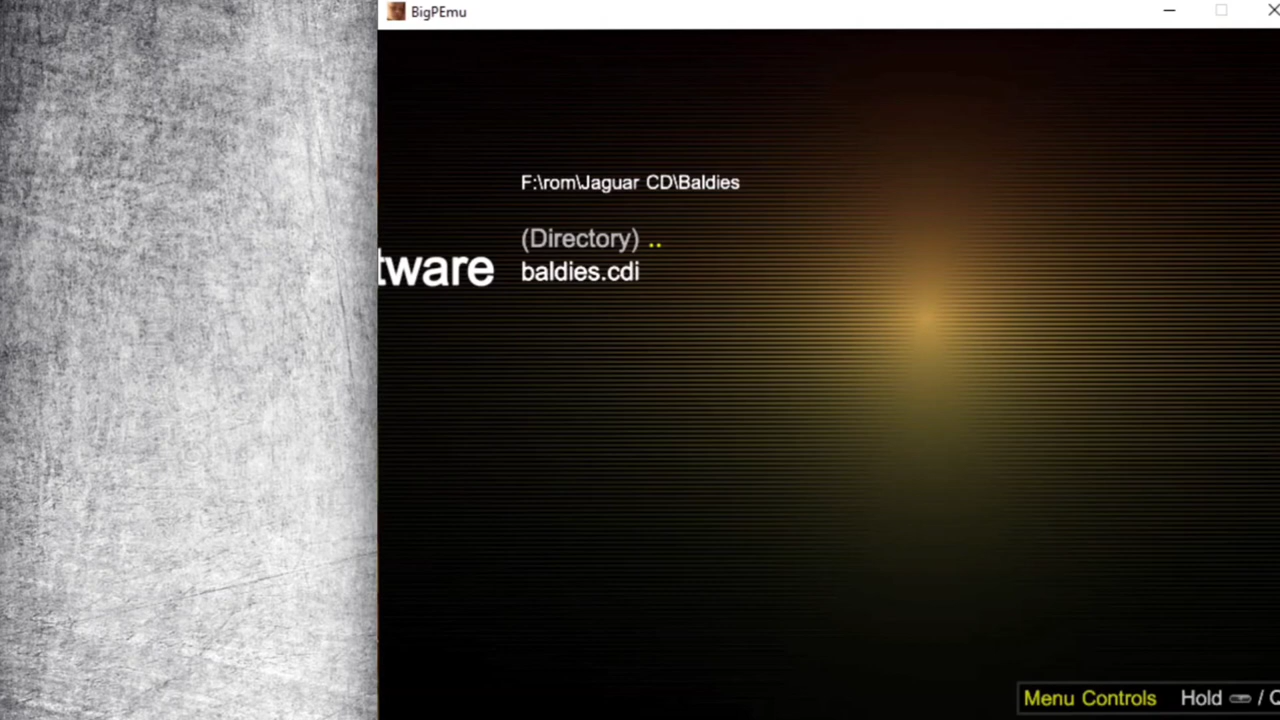 BigPEmu
F:\rom\Jaguar CD\Baldies
(Directory) ..
tware
baldies.cdi
Menu Controls Hold / C